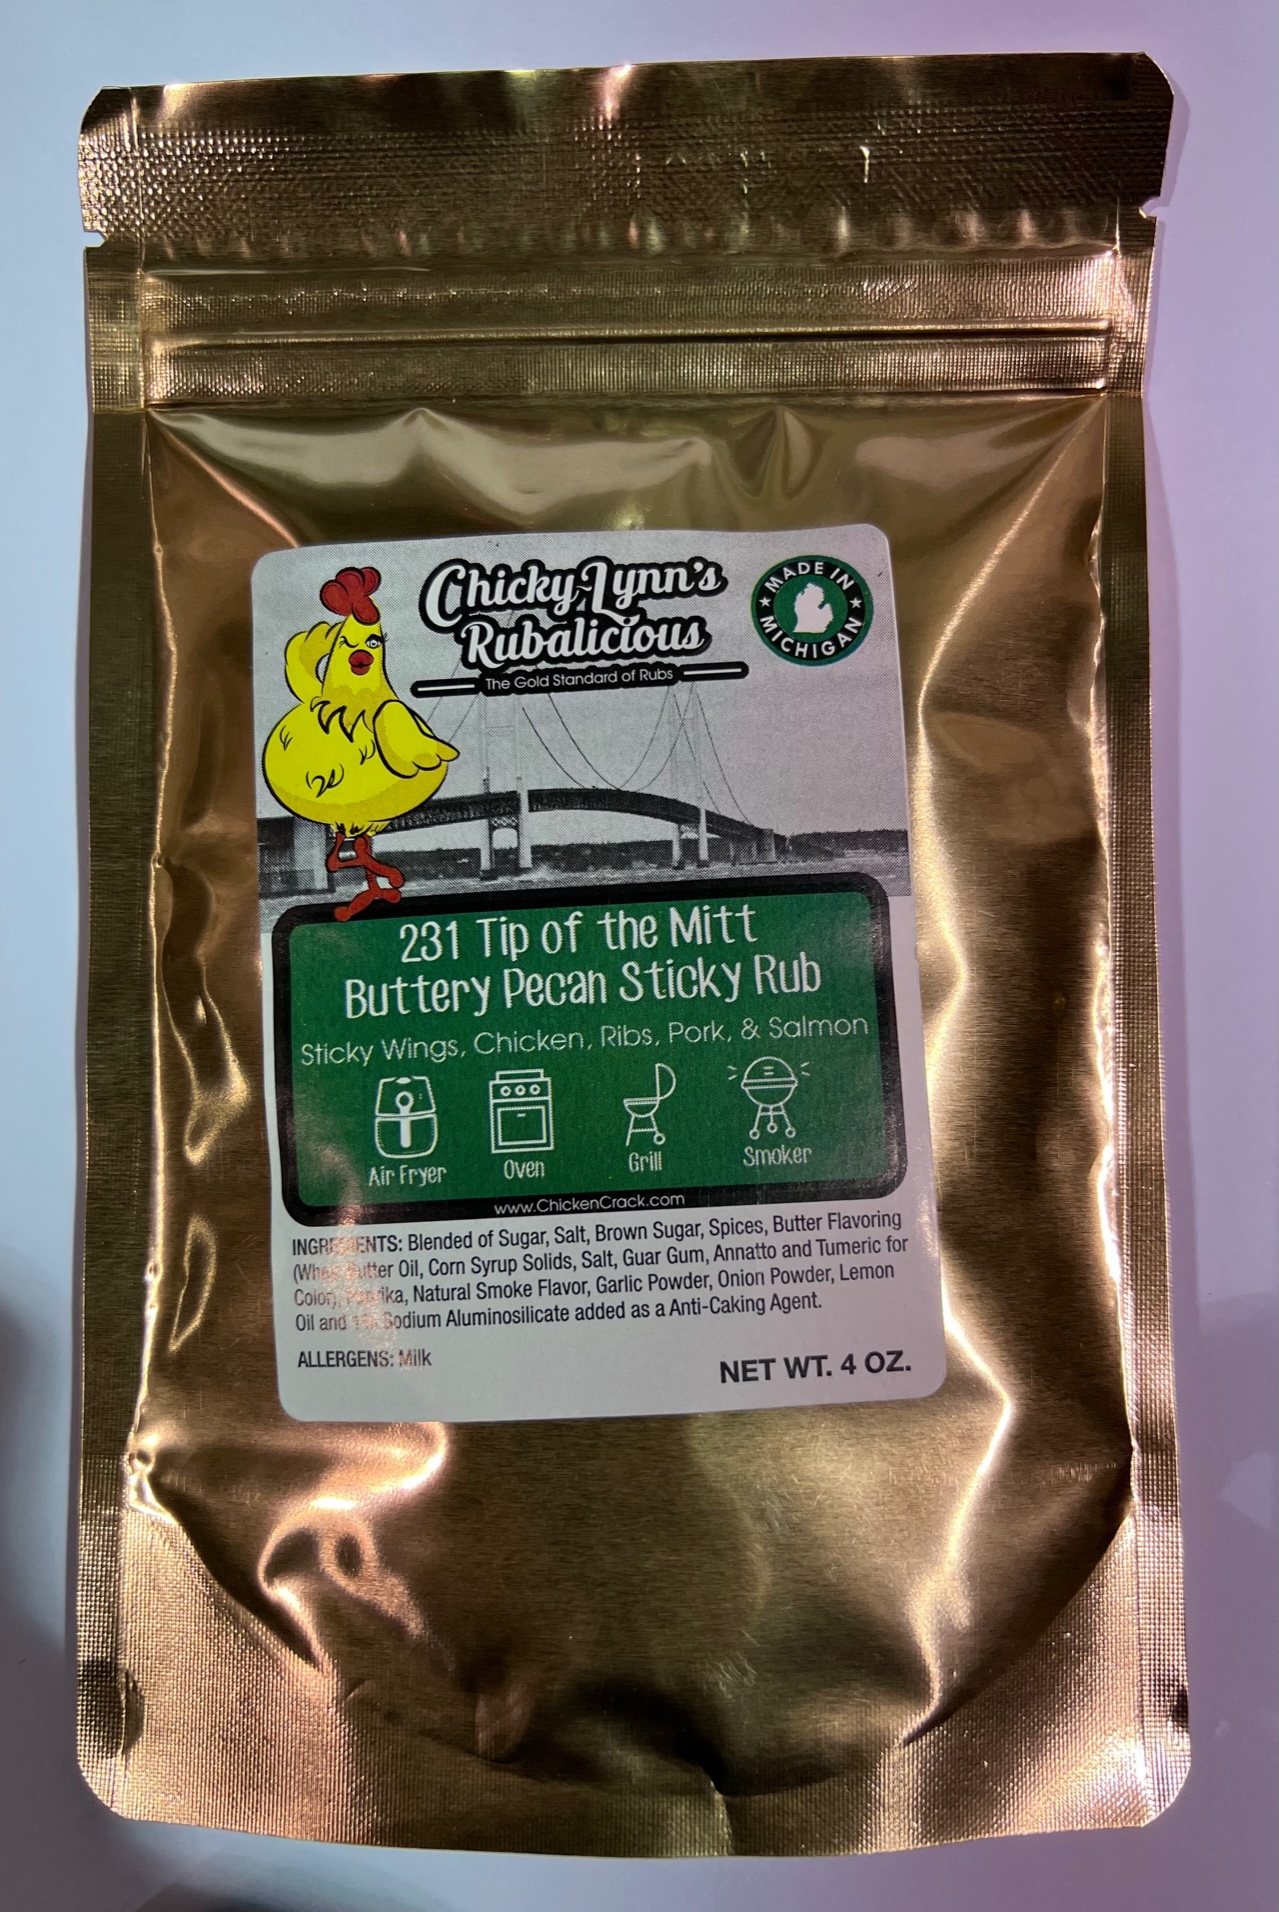 Chicky Lynn's
Rubalicious
The Gold Standard of Rubs
MADE IN
MICHIGAN
231 Tip of the Mitt
Buttery Pecan Sticky Rub
Sticky Wings, Chicken, Ribs, Pork, & Salmon
Air Fryer Oven Grill Smoker
www.ChickenCrack.com
INGREDIENTS: Blended of Sugar, Salt, Brown Sugar, Spices, Butter Flavoring
Butter Oil, Corn Syrup Solids, Salt, Guar Gum, Annatto and Tumeric for
Color), Paprika, Natural Smoke Flavor, Garlic Powder, Onion Powder, Lemon
Oil and Sodium Aluminosilicate added as a Anti-Caking Agent.
ALLERGENS: Milk
NET WT. 4 OZ.